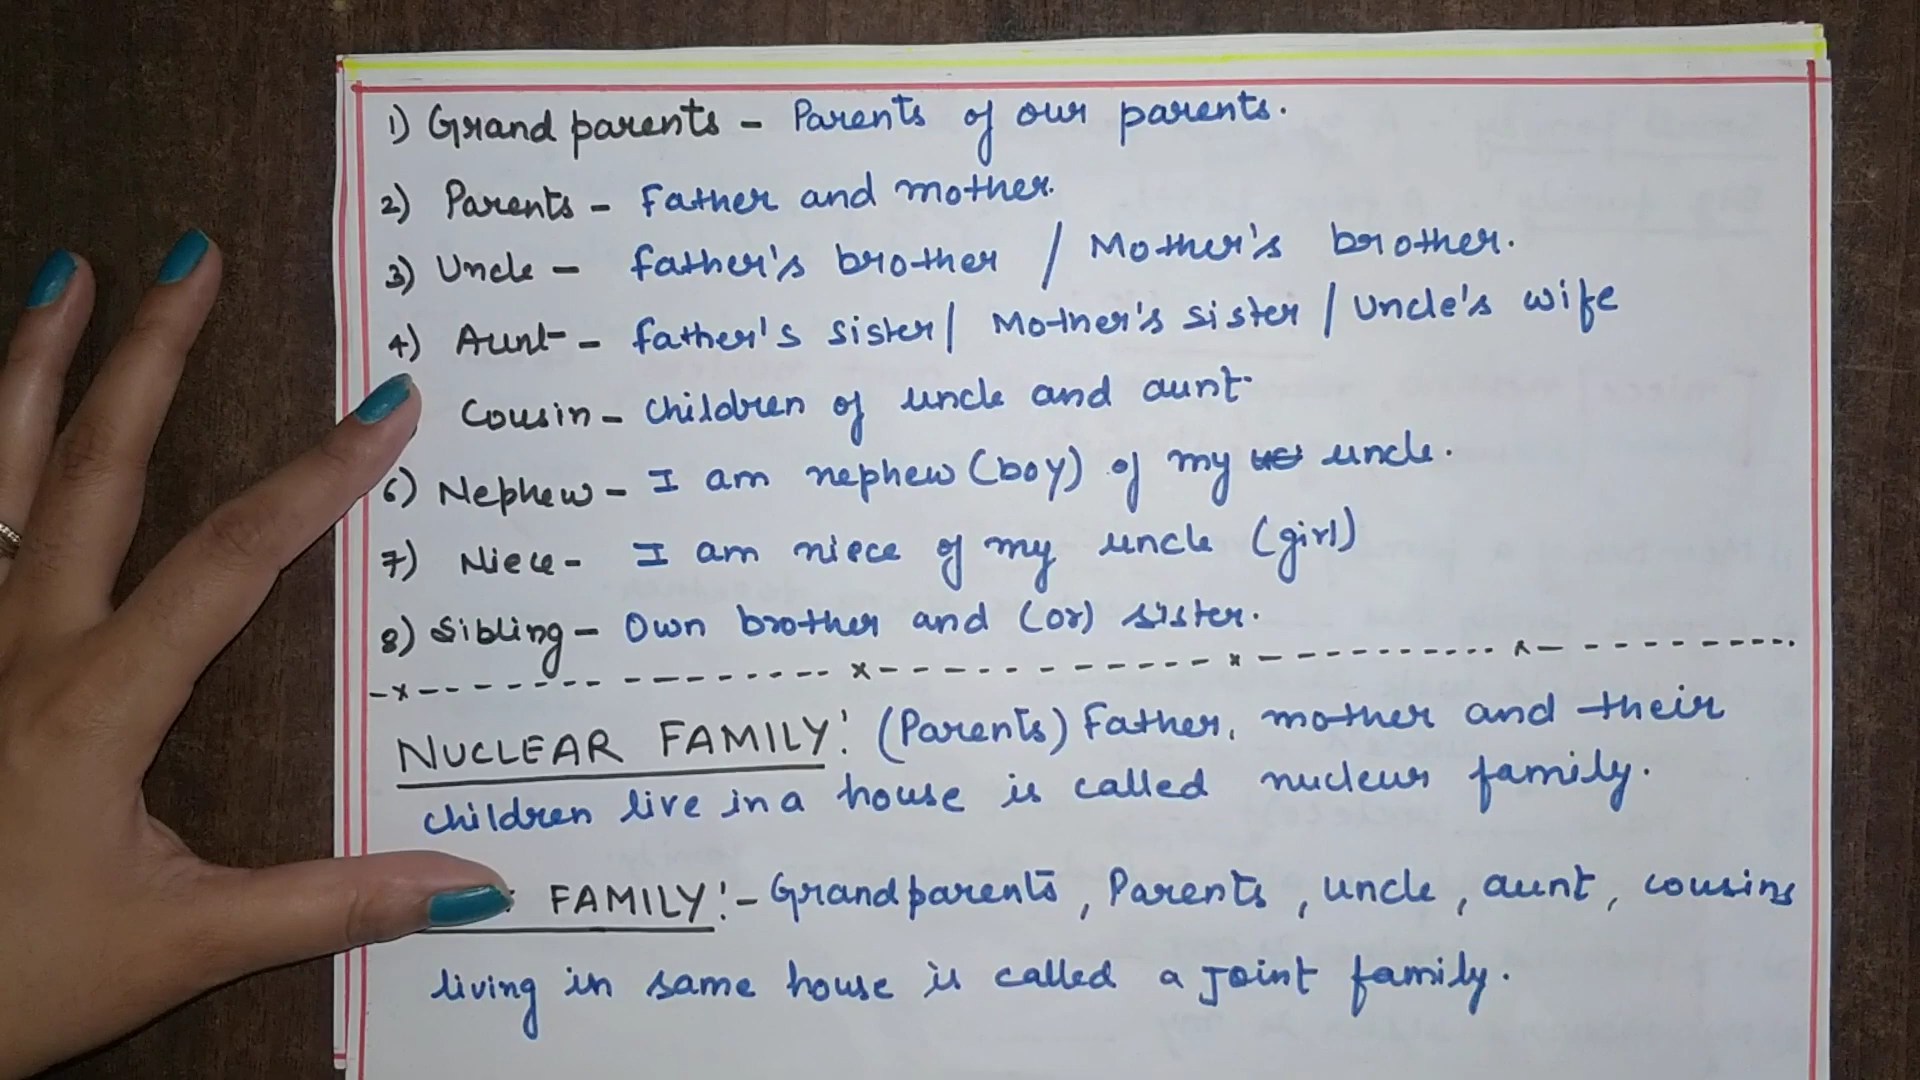 1) Grand parents - Parents of our parents.
2) Parents - Father and mother.
3) Uncle - father's brother / Mother's brother.
4) Aunt - father's sister / Mother's sister / Uncle's wife
Cousin - children of uncle and aunt
6) Nephew - I am nephew (boy) of my uncle.
7) Niece - I am niece of my uncle (girl)
8) Sibling - Own brother and (or) sister.
NUCLEAR FAMILY: (Parents) Father, mother and their
children live in a house is called nuclear family.
FAMILY:- Grandparents, Parents, uncle, aunt, cousins
living in same house is called a Joint family.